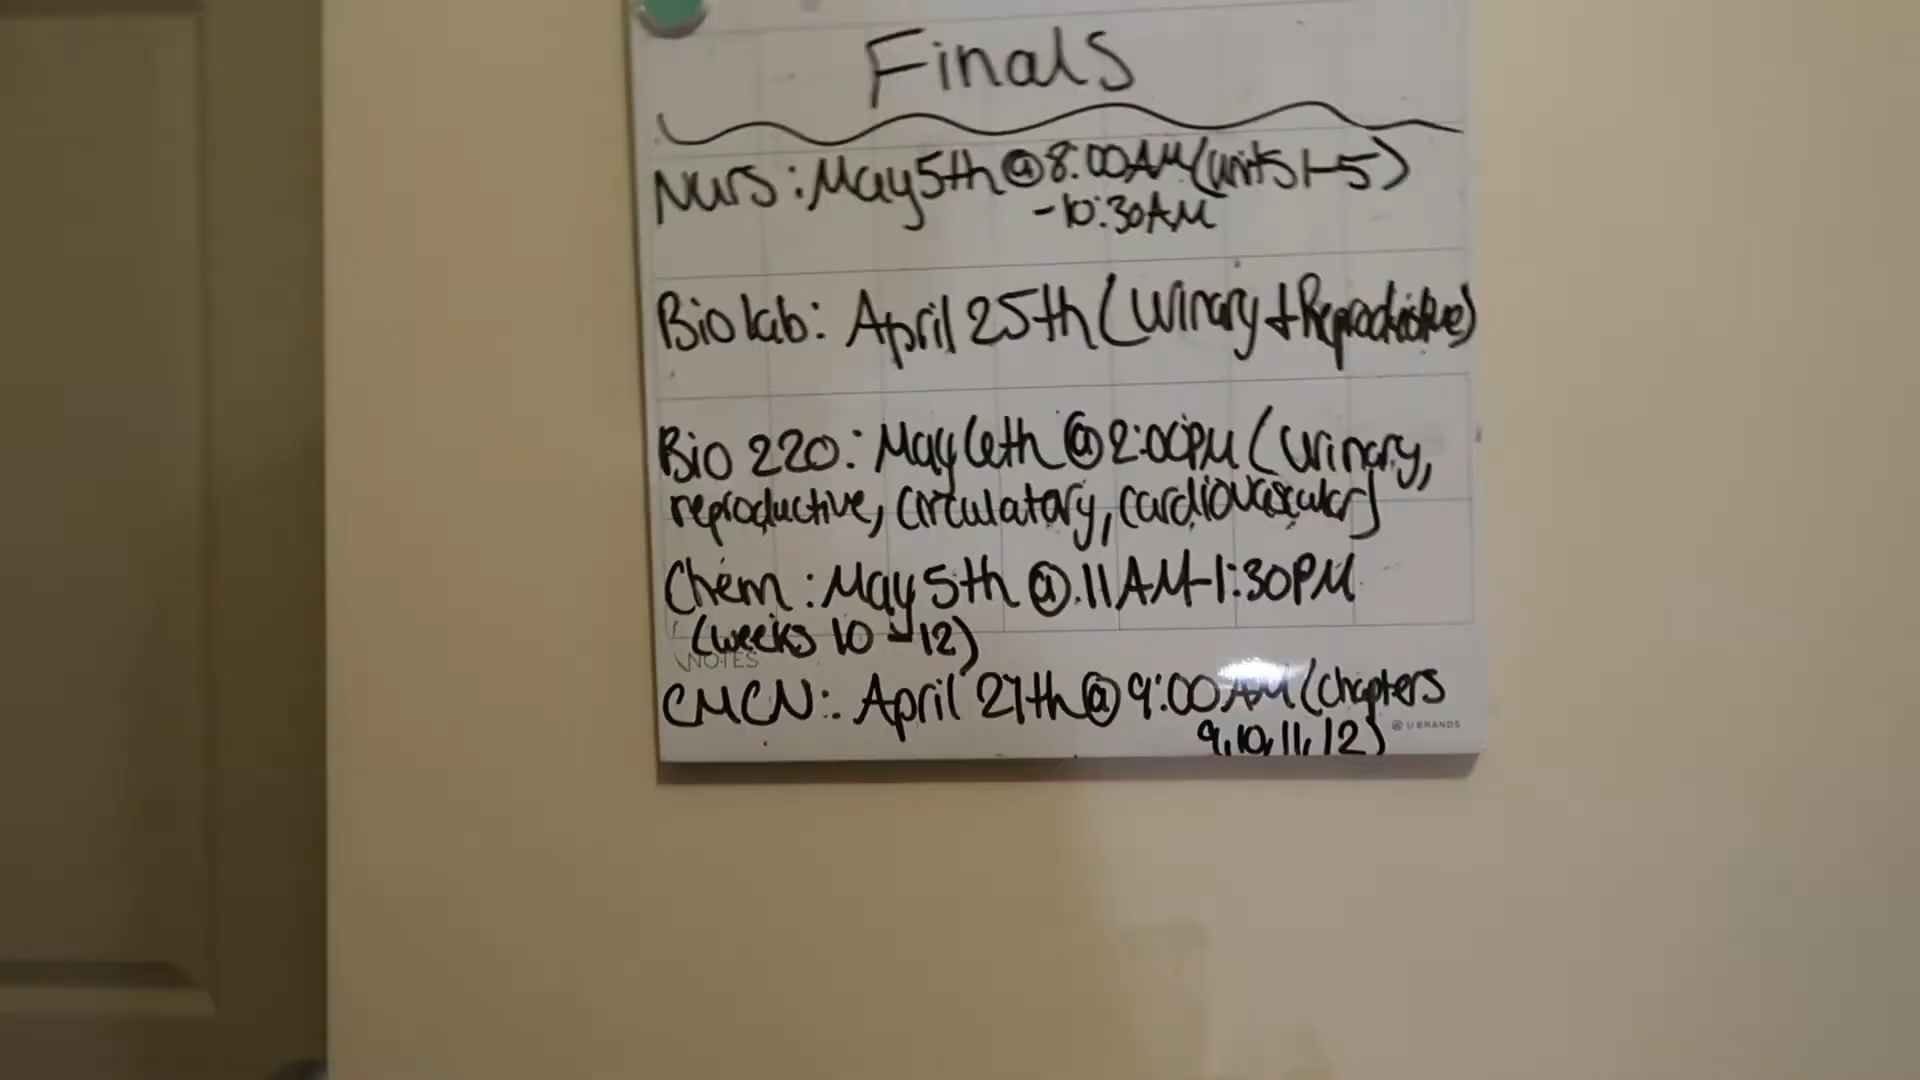 Finals
Nurs: May 5th @ 8:00AM (units 1-5)
-10:30AM
Bio lab: April 25th (Urinary + Reproductive)
Bio 220: May 6th @ 2:00PM (Urinary,
reproductive, circulatory, cardiovascular)
Chem: May 5th @ 11AM-1:30PM
(weeks 10-12)
NOTES
CMCN: April 27th @ 9:00AM (chapters
9,10,11,12)
U BRANDS